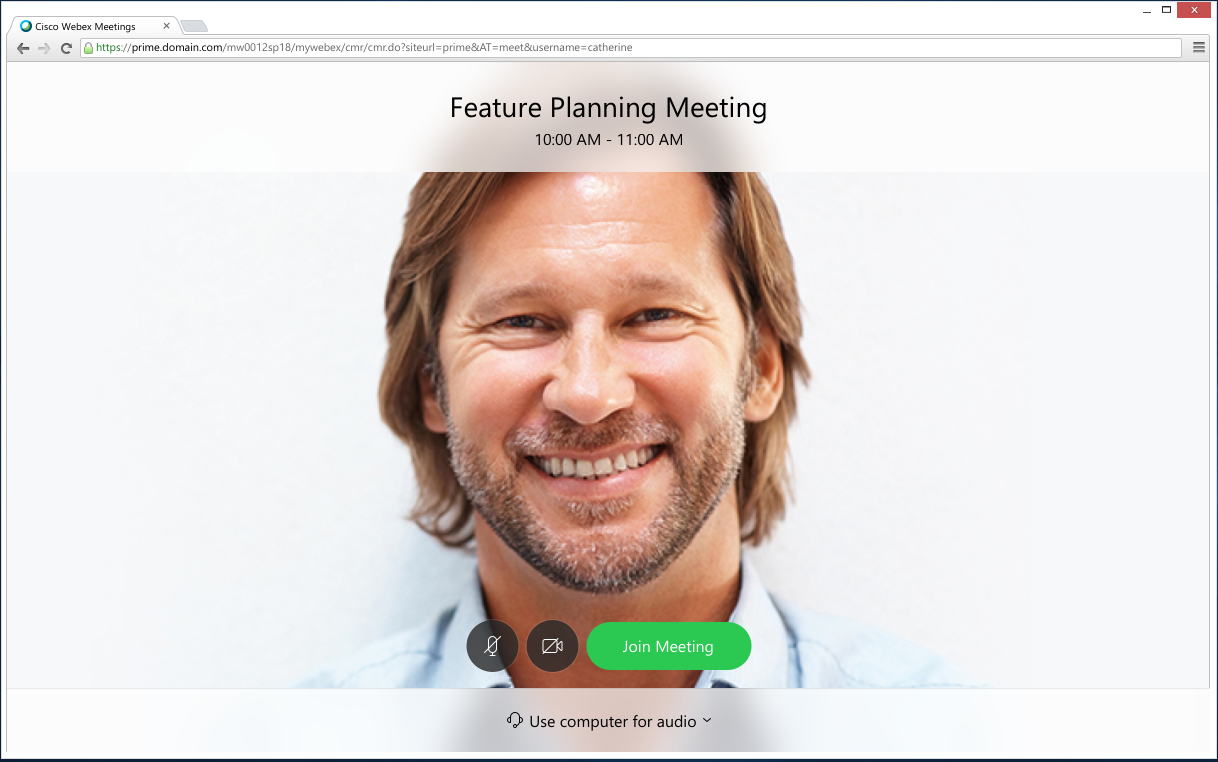 Cisco Webex Meetings
https://prime.domain.com/mw0012sp18/mywebex/cmr/cmr.do?siteurl=prime&AT=meet&username=catherine
Feature Planning Meeting
10:00 AM - 11:00 AM
Join Meeting
Use computer for audio